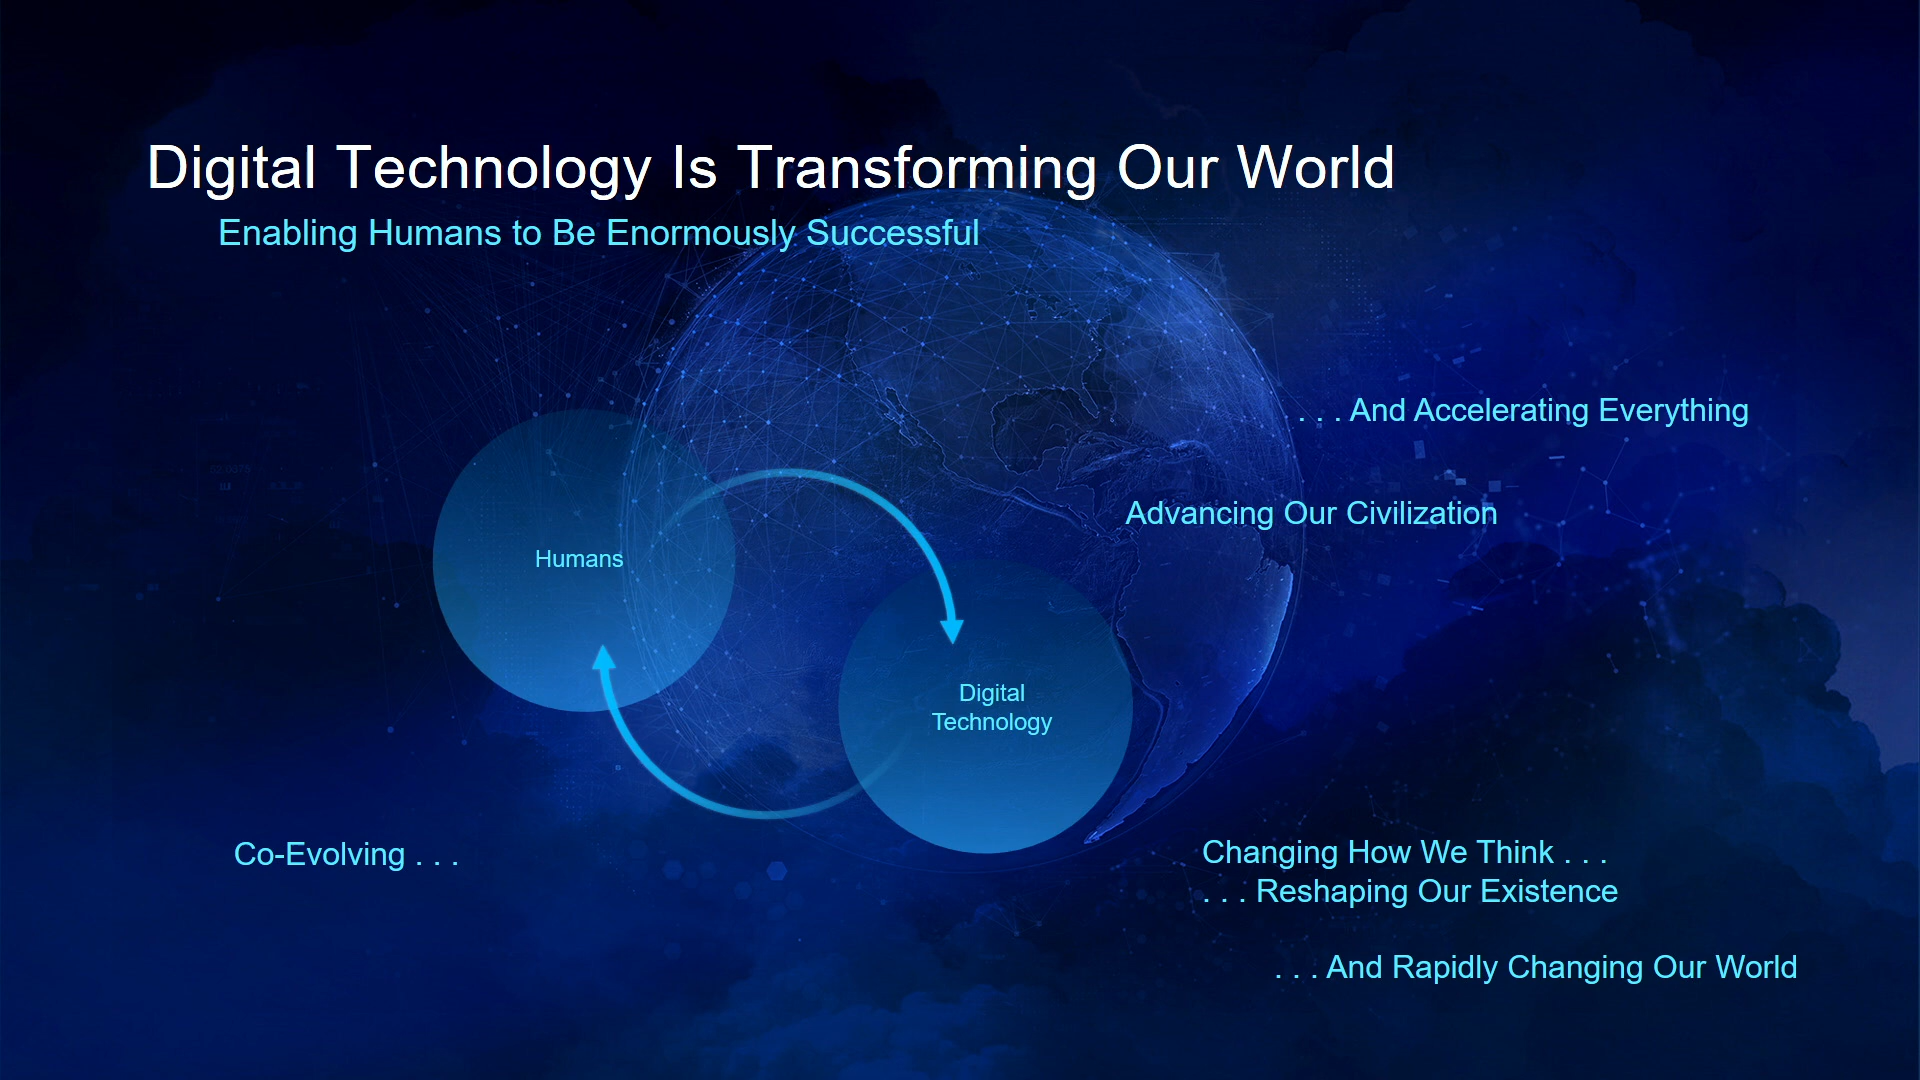 Digital Technology Is Transforming Our World
Enabling Humans to Be Enormously Successful
. . . And Accelerating Everything
Advancing Our Civilization
Humans
Digital
Technology
Co-Evolving . . .
Changing How We Think . . .
. . . Reshaping Our Existence
. . . And Rapidly Changing Our World